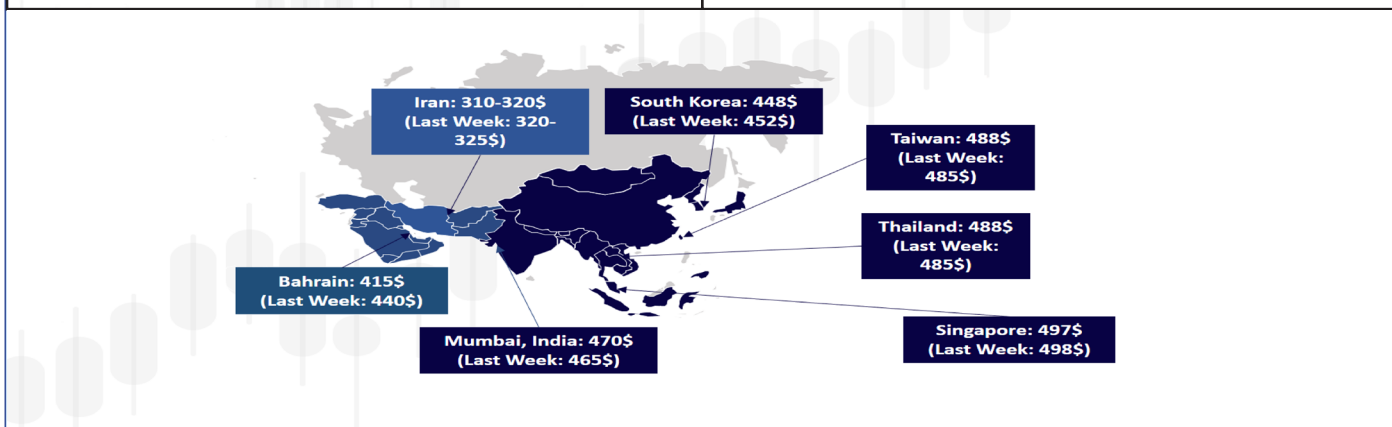 Iran: 310-320$
(Last Week: 320-
325$)
South Korea: 448$
(Last Week: 452$)
Taiwan: 488$
(Last Week:
485$)
Thailand: 488$
(Last Week:
485$)
Bahrain: 415$
(Last Week: 440$)
Mumbai, India: 470$
(Last Week: 465$)
Singapore: 497$
(Last Week: 498$)